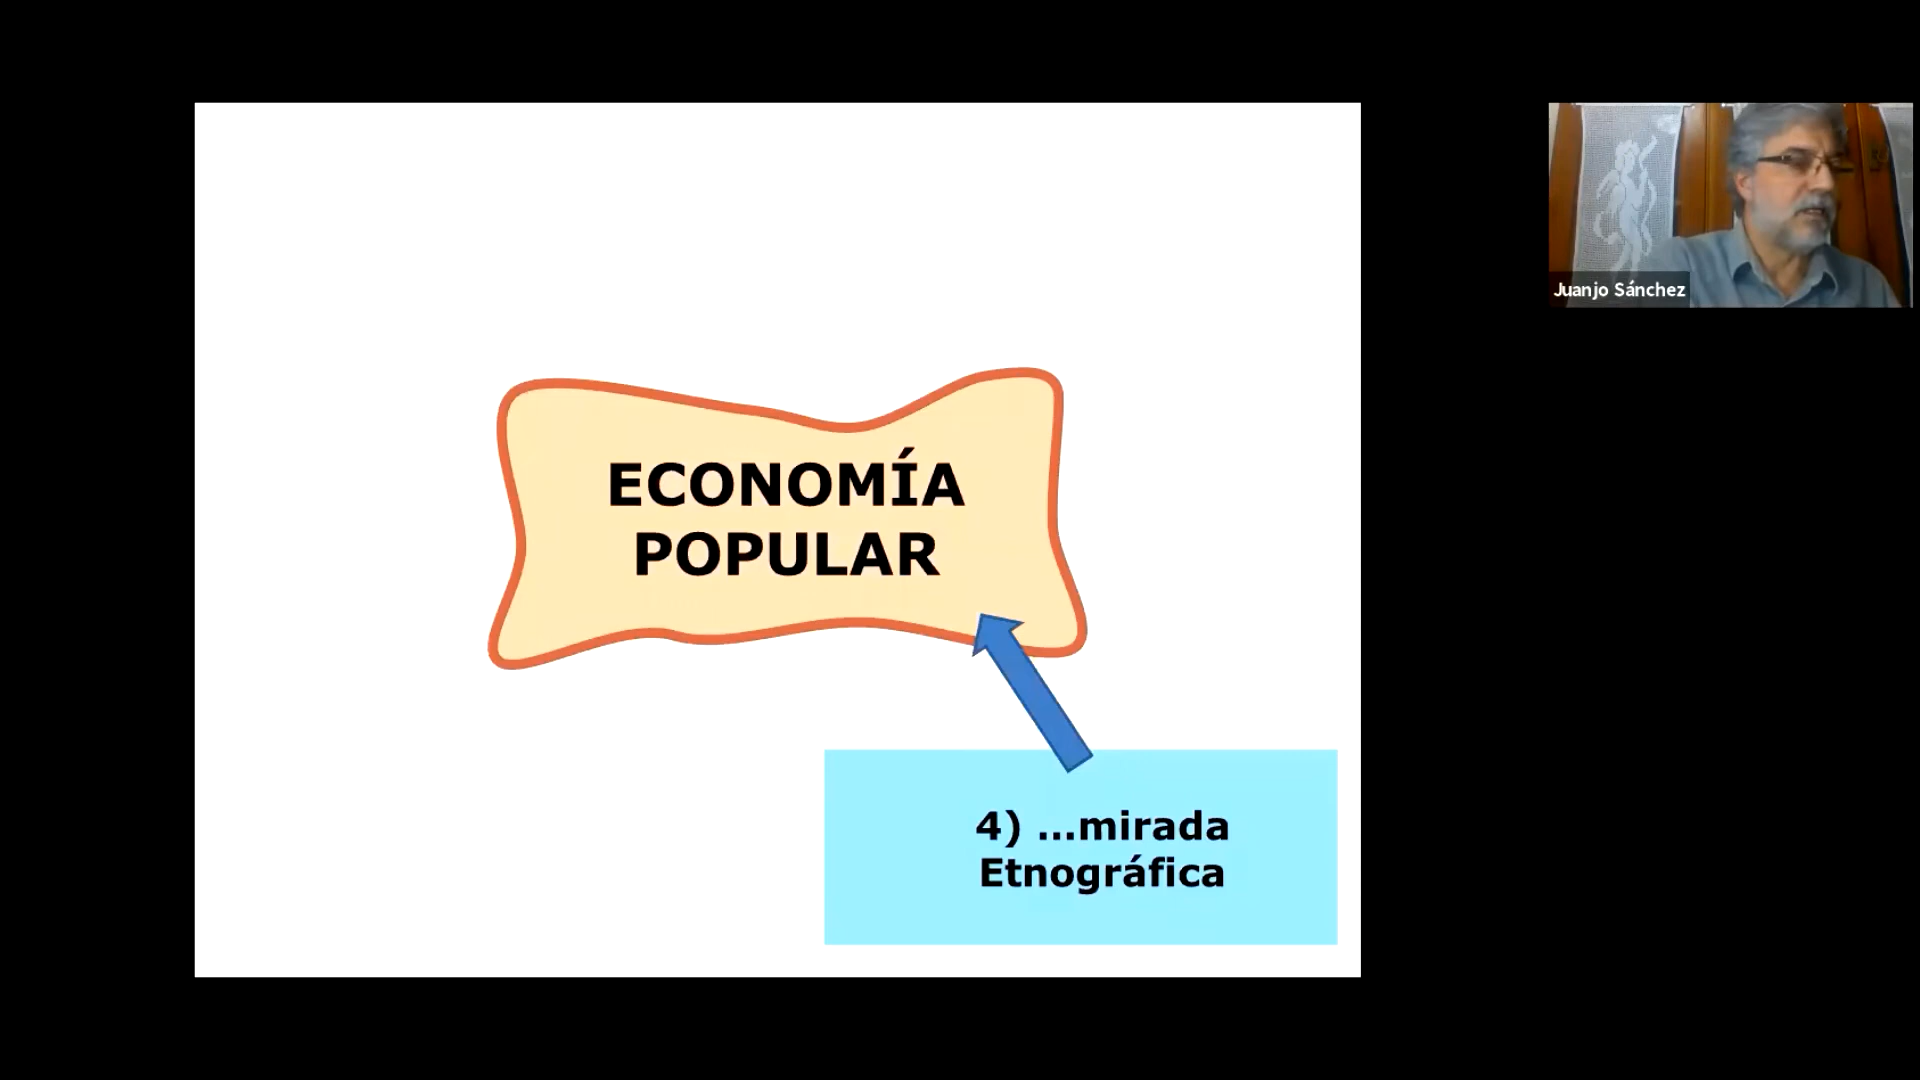 ECONOMÍA
POPULAR
4) ...mirada
Etnográfica
Juanjo Sánchez